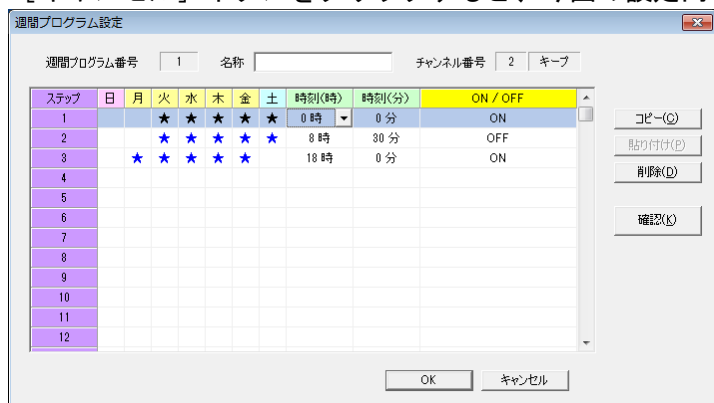 週間プログラム設定
週間プログラム番号 1 名称 チャンネル番号 2 キープ
ステップ 日 月 火 水 木 金 土 時刻(時) 時刻(分) ON / OFF
1 ★ ★ ★ ★ ★ 0 時 0 分 ON
2 ★ ★ ★ ★ ★ 8 時 30 分 OFF
3 ★ ★ ★ ★ ★ 18 時 0 分 ON
4
5
6
7
8
9
10
11
12
コピー(C)
貼り付け(P)
削除(D)
確認(K)
OK キャンセル